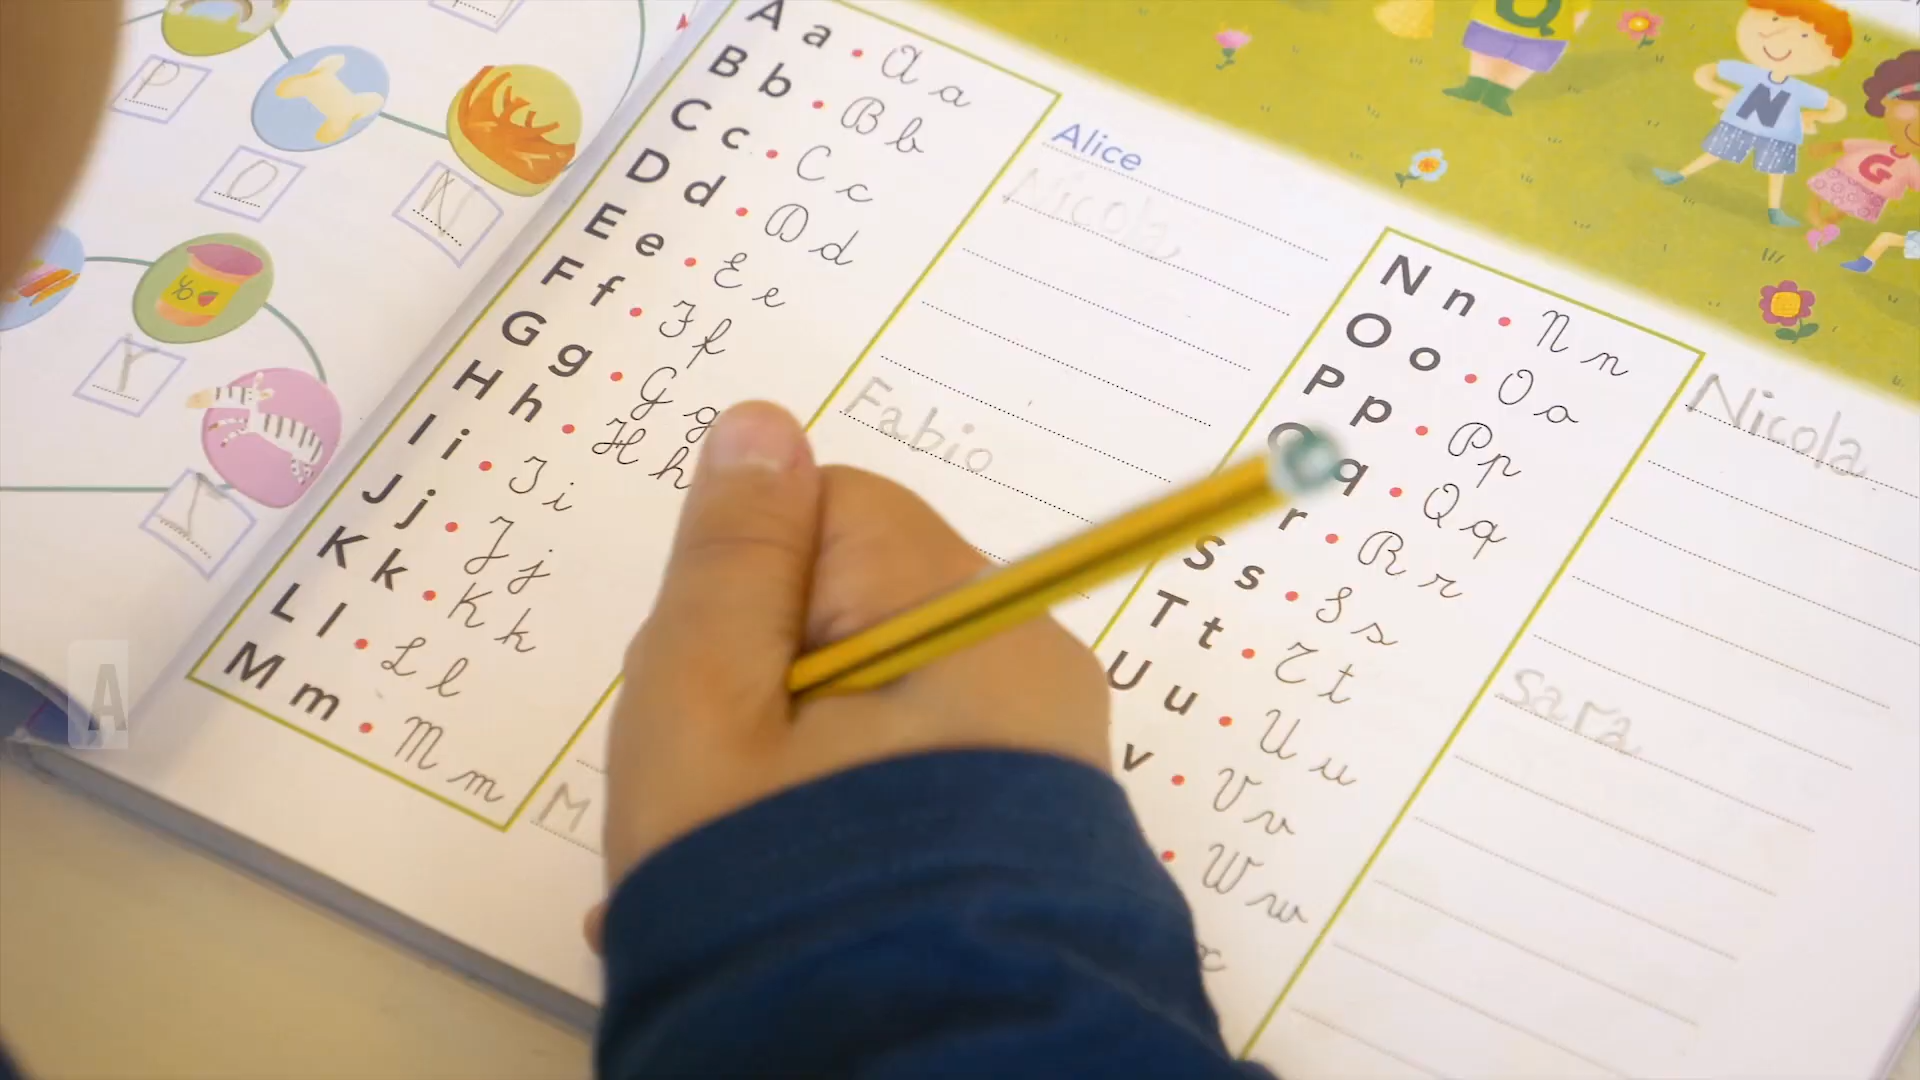 P
O
N
Y
A a • A a
B b • B b
C c • C c
D d • D d
E e • E e
F f • F f
G g • G g
H h • H h
I i • I i
J j • J j
K k • K k
L l • L l
M m • M m
Alice
Nicola
Fabio
M
N n • N n
O o • O o
P p • P p
q • Q q
r • R r
S s • S s
T t • T t
U u • U u
v • V v
• W w
x
Nicola
sara
Q
N
G
A